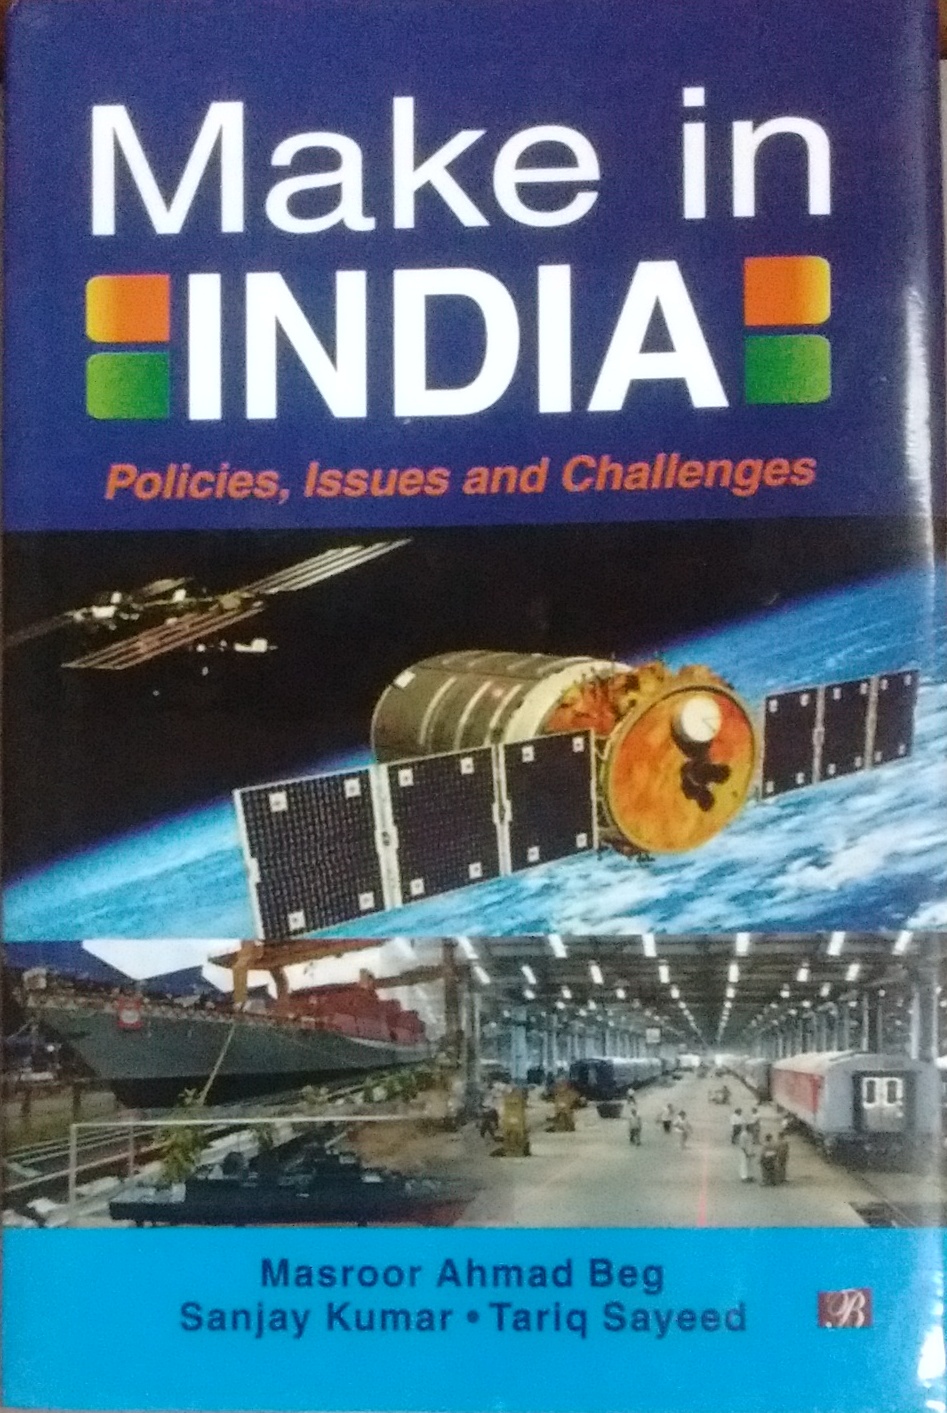 Make in
INDIA
Policies, Issues and Challenges
Masroor Ahmad Beg
Sanjay Kumar • Tariq Sayeed
B